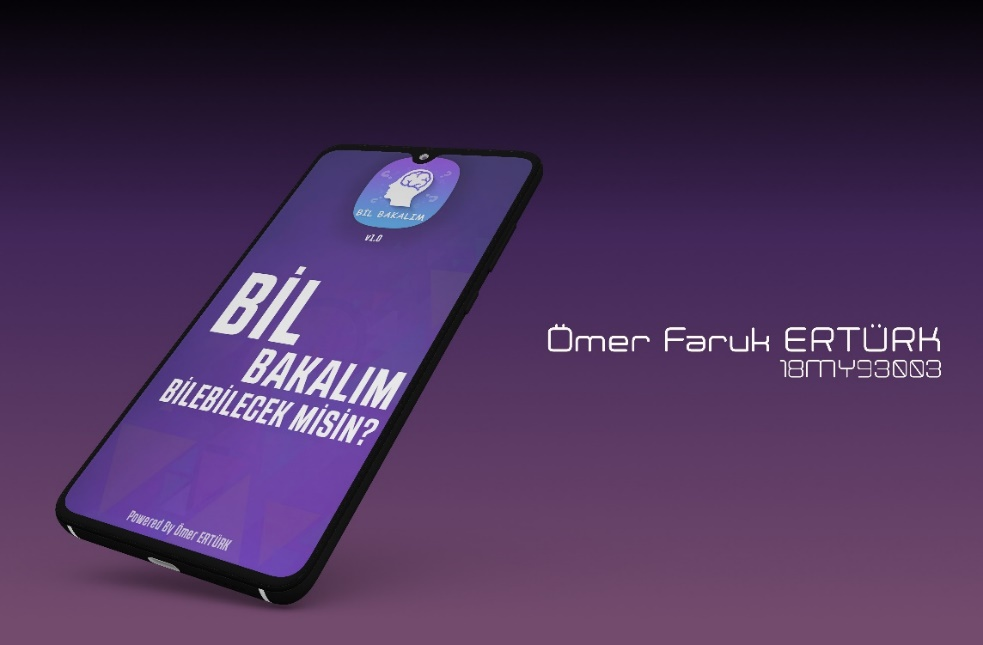 BİL BAKALIM
v1.0
BİL
BAKALIM
BİLEBİLECEK MİSİN?
Powered By Ömer ERTÜRK
Ömer Faruk ERTÜRK
18MY93003